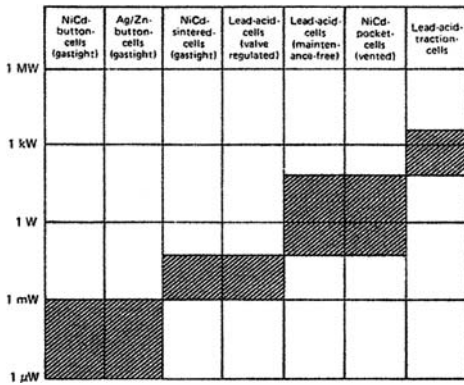 NiCd-
button-
cells
(gastight)
Ag/Zn-
button-
cells
(gastight)
NiCd-
sintered-
cells
(gastight)
Lead-acid-
cells
(valve
regulated)
Lead-acid-
cells
(mainten-
ance-free)
NiCd-
pocket-
cells
(vented)
Lead-acid-
traction-
cells
1 MW
1 kW
1 W
1 mW
1 μW